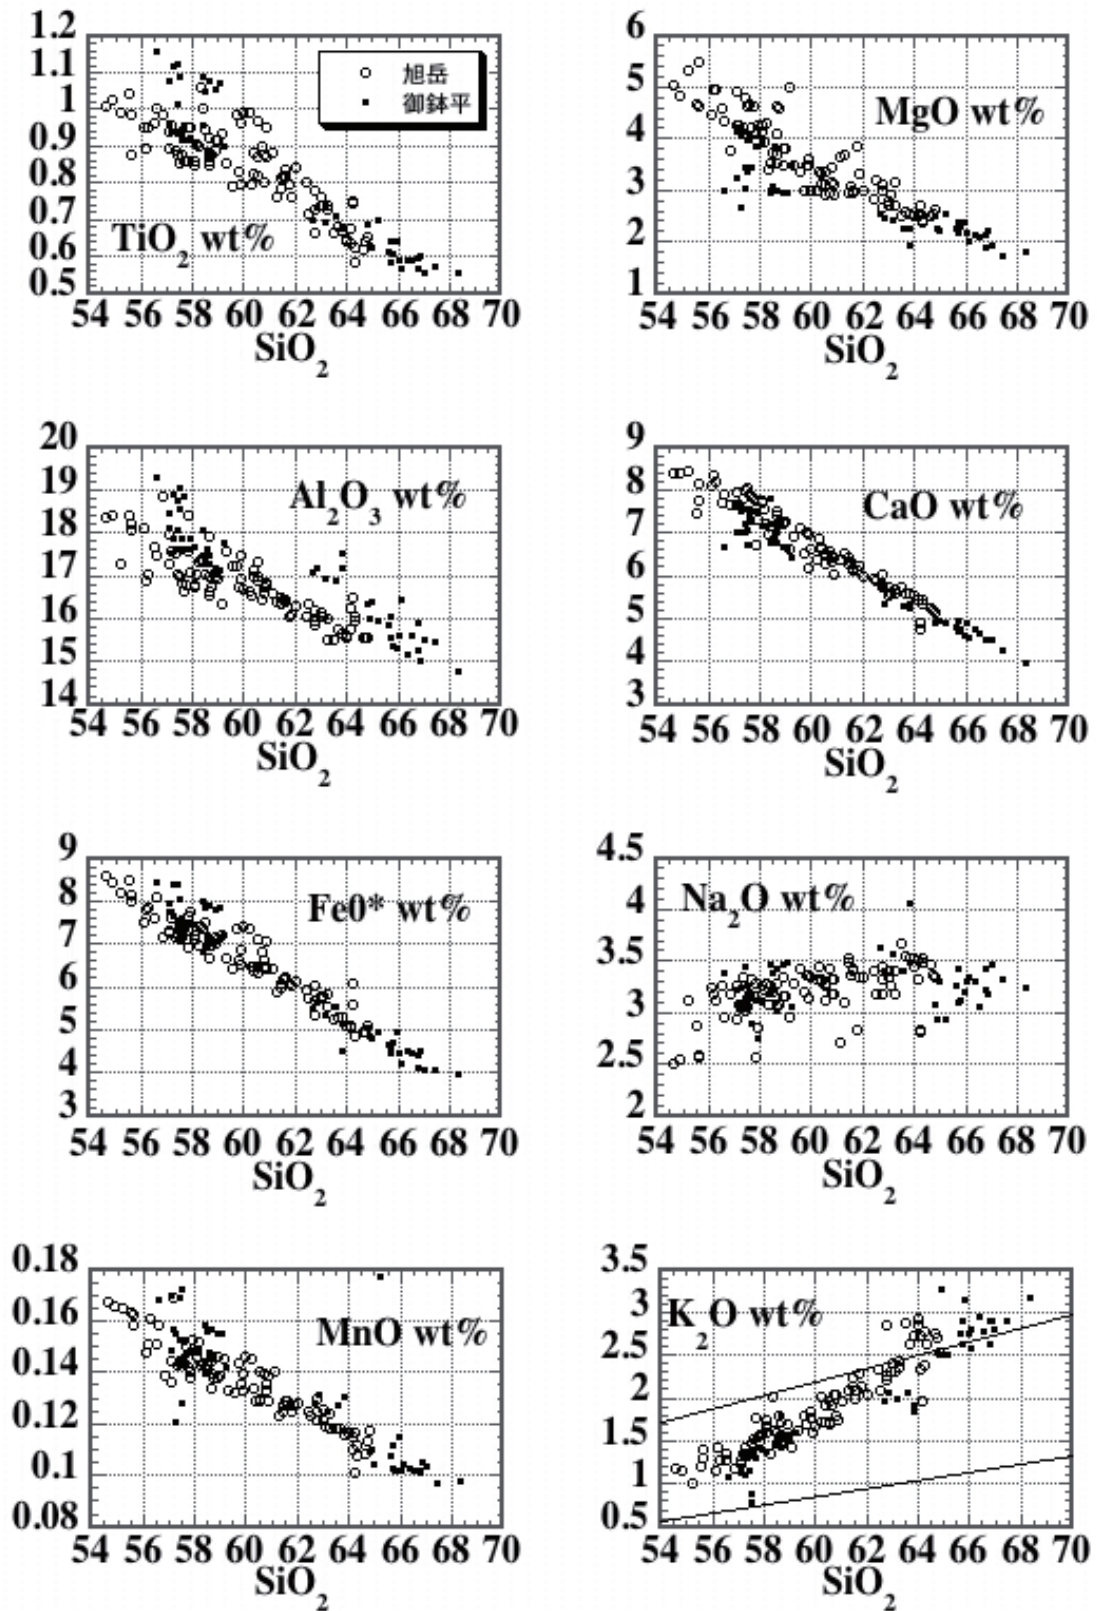 1.2
1.1
1
0.9
0.8
0.7
0.6
0.5
旭岳
御鉢平
TiO2 wt%
54 56 58 60 62 64 66 68 70
SiO2
6
5
4
3
2
1
MgO wt%
54 56 58 60 62 64 66 68 70
SiO2
20
19
18
17
16
15
14
Al2O3 wt%
54 56 58 60 62 64 66 68 70
SiO2
9
8
7
6
5
4
3
CaO wt%
54 56 58 60 62 64 66 68 70
SiO2
9
8
7
6
5
4
3
Fe0* wt%
54 56 58 60 62 64 66 68 70
SiO2
4.5
4
3.5
3
2.5
2
Na2O wt%
54 56 58 60 62 64 66 68 70
SiO2
0.18
0.16
0.14
0.12
0.1
0.08
MnO wt%
54 56 58 60 62 64 66 68 70
SiO2
3.5
3
2.5
2
1.5
1
0.5
K2O wt%
54 56 58 60 62 64 66 68 70
SiO2